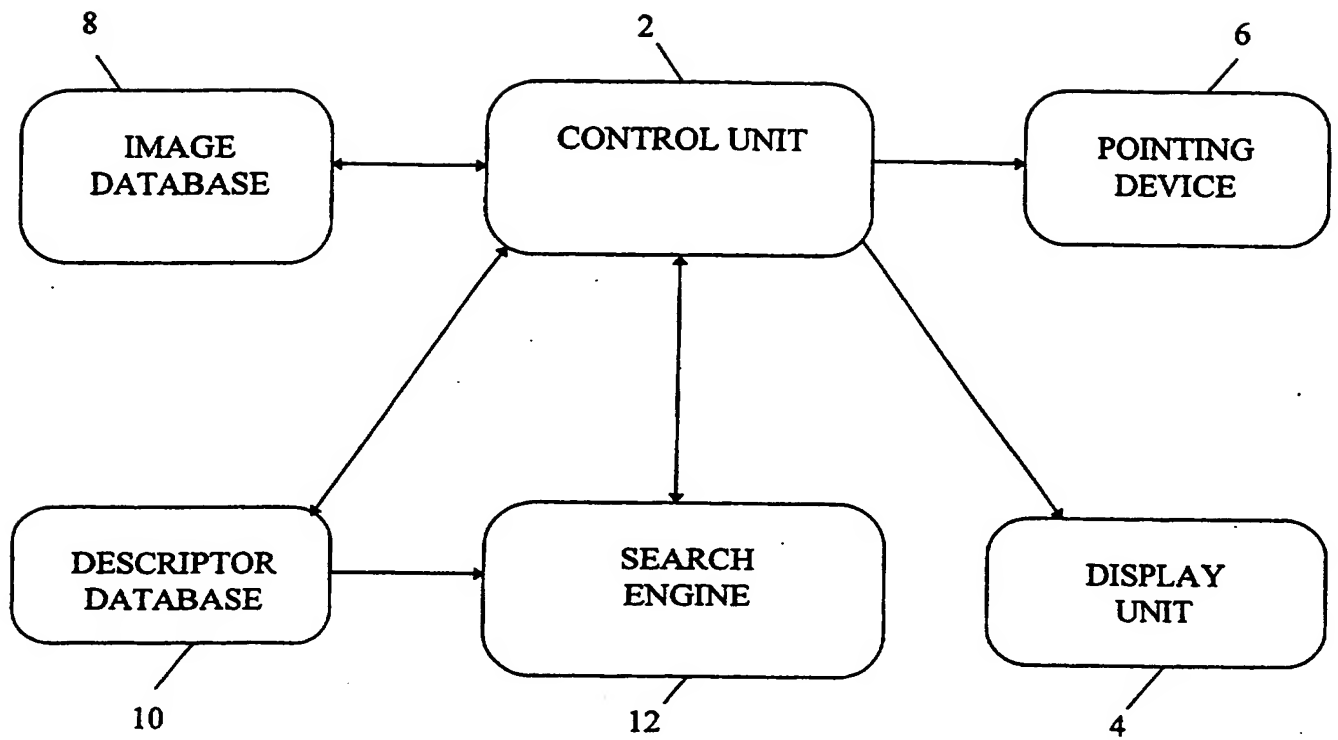 2
6
8
IMAGE
DATABASE
CONTROL UNIT
POINTING
DEVICE
DESCRIPTOR
DATABASE
SEARCH
ENGINE
DISPLAY
UNIT
10
12
4